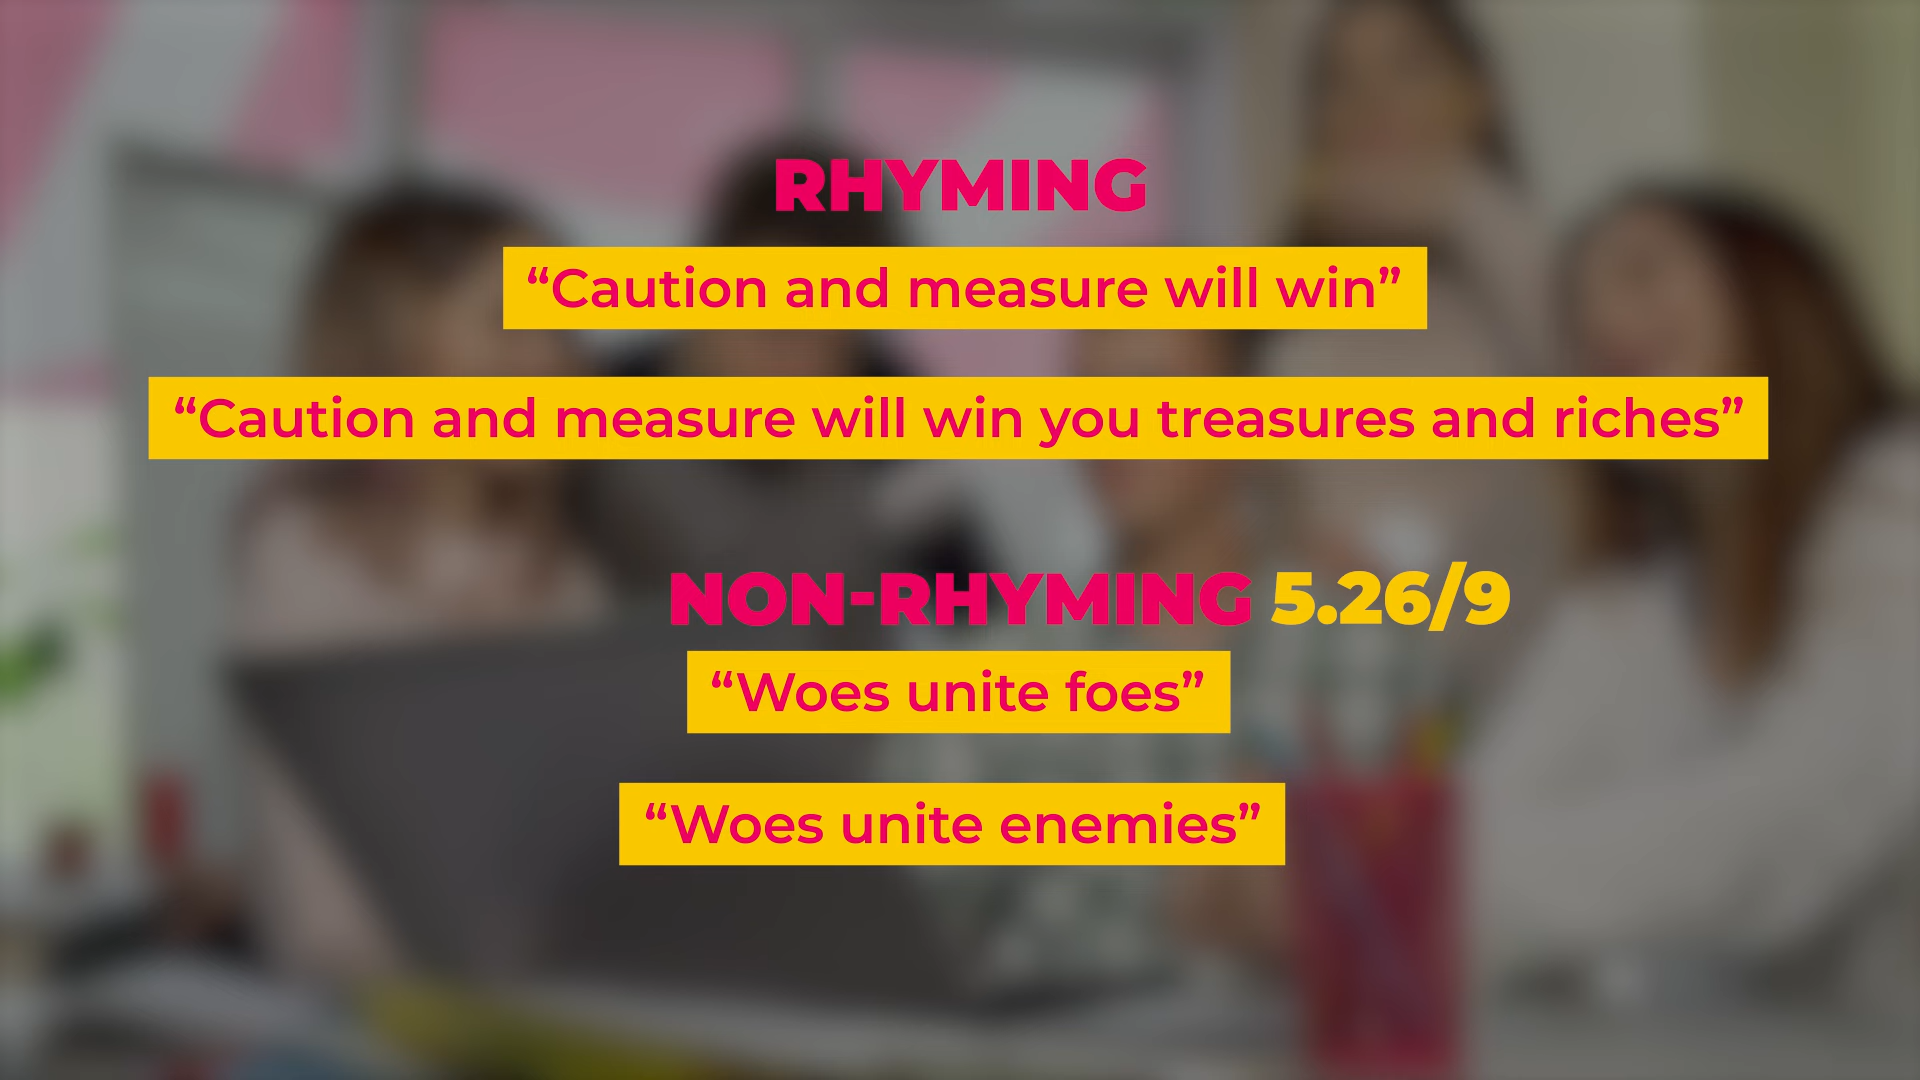 RHYMING
“Caution and measure will win”
“Caution and measure will win you treasures and riches”
NON-RHYMING 5.26/9
“Woes unite foes”
“Woes unite enemies”